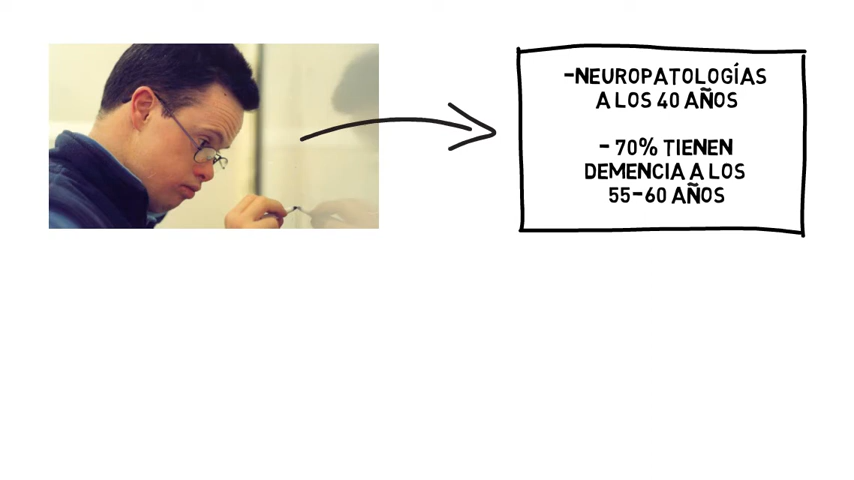 -NEUROPATOLOGÍAS
A LOS 40 AÑOS
- 70% TIENEN
DEMENCIA A LOS
55-60 AÑOS